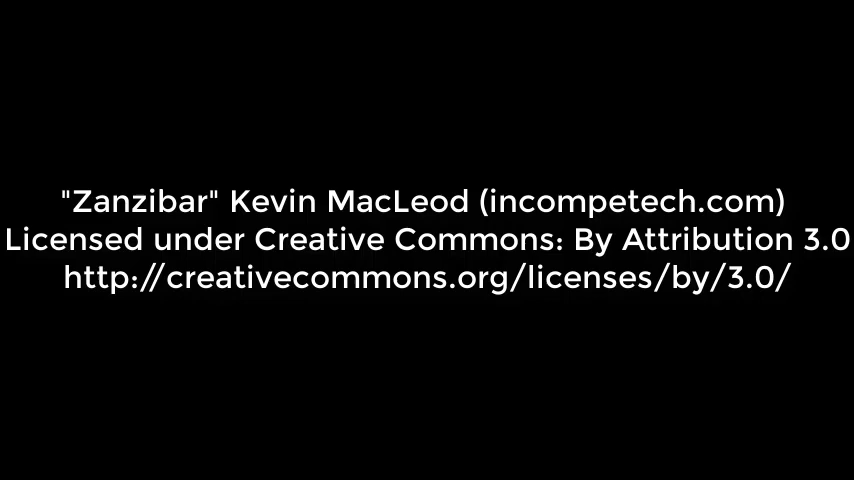 "Zanzibar" Kevin MacLeod (incompetech.com)
Licensed under Creative Commons: By Attribution 3.0
http://creativecommons.org/licenses/by/3.0/